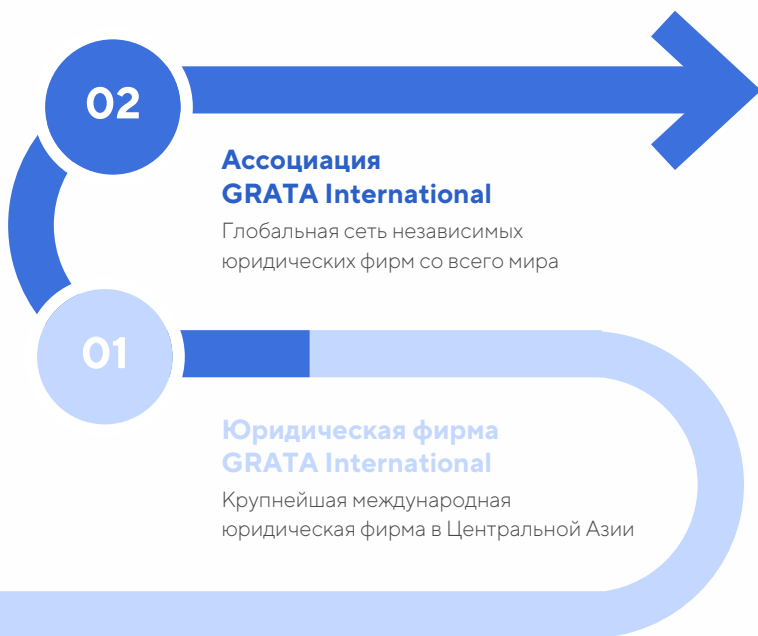 02
Ассоциация
GRATA International
Глобальная сеть независимых
юридических фирм со всего мира
01
Юридическая фирма
GRATA International
Крупнейшая международная
юридическая фирма в Центральной Азии